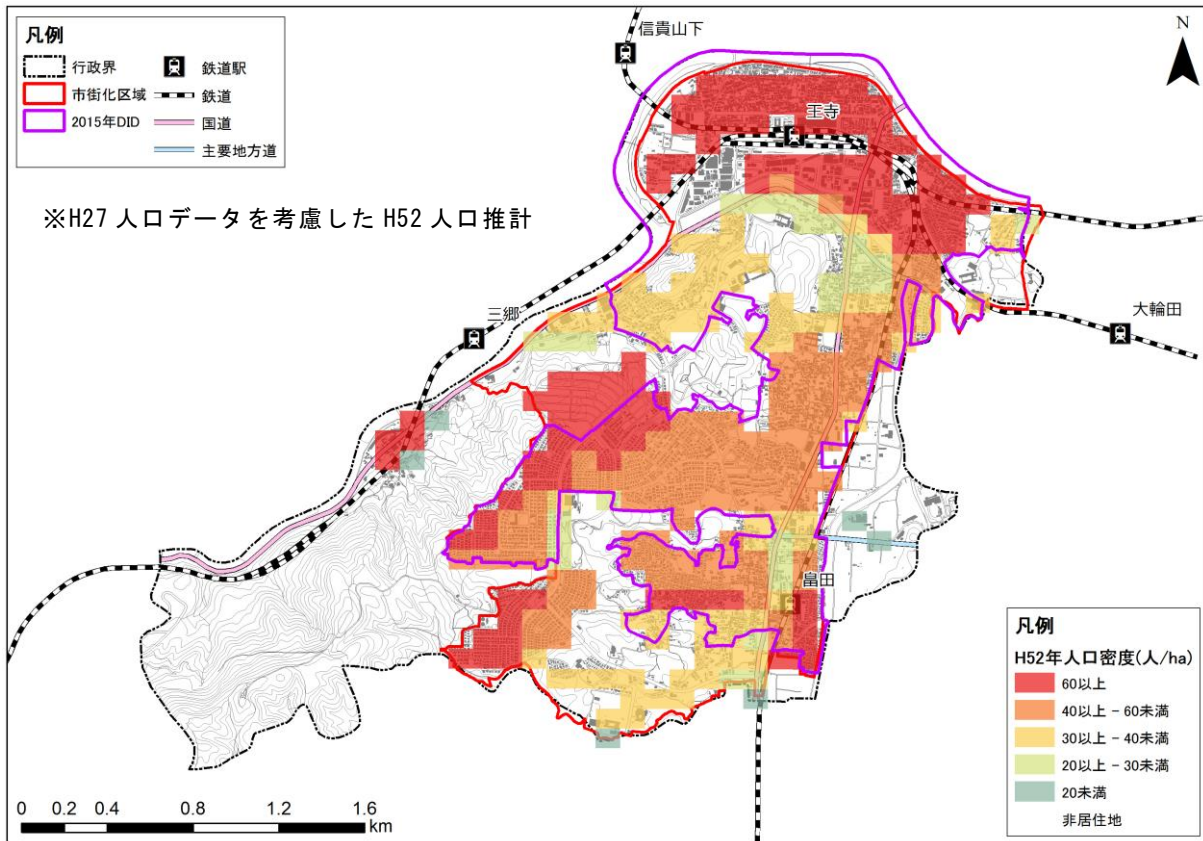 凡例
行政界
鉄道駅
市街化区域
鉄道
2015年DID
国道
主要地方道
信貴山下
N
王寺
※H27 人口データを考慮した H52 人口推計
三郷
大輪田
畠田
凡例
H52年人口密度(人/ha)
60以上
40以上 - 60未満
30以上 - 40未満
20以上 - 30未満
20未満
非居住地
0 0.2 0.4 0.8 1.2 1.6
km